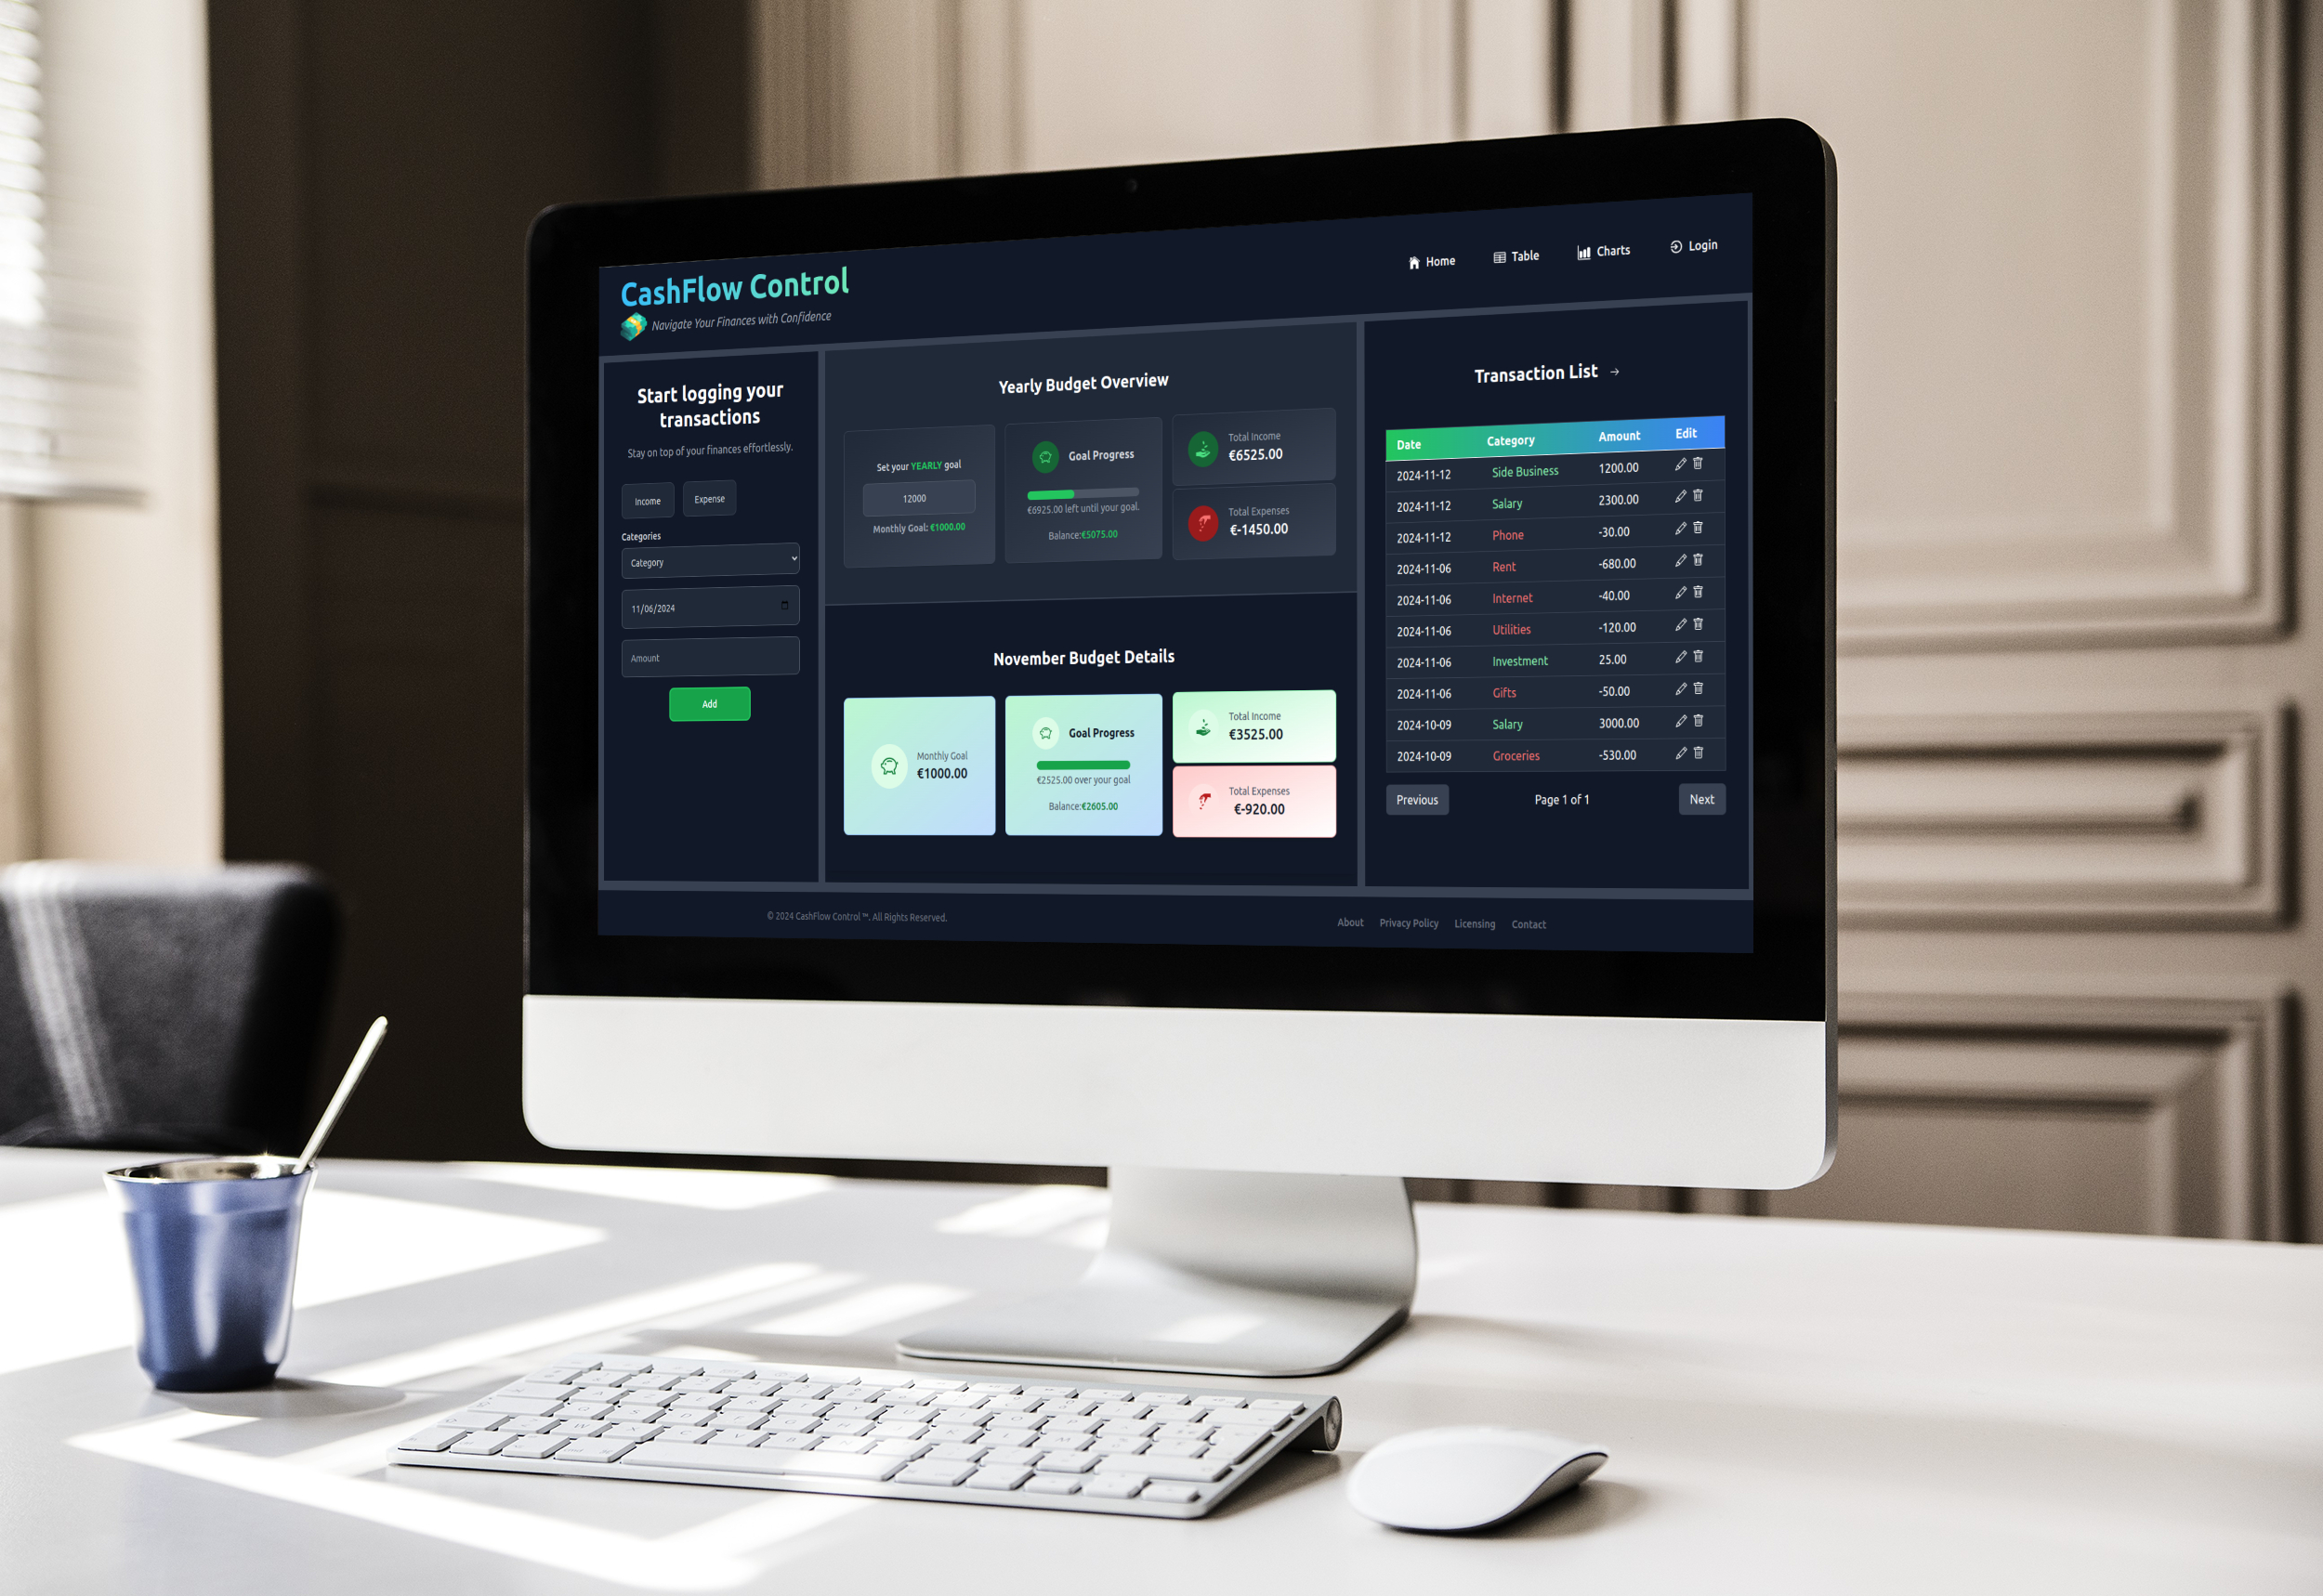 CashFlow Control
Navigate Your Finances with Confidence
Home
Table
Charts
Login
Start logging your
transactions
Stay on top of your finances effortlessly.
Income
Expense
Categories
Category
11/06/2024
Amount
Add
Yearly Budget Overview
Set your YEARLY goal
12000
Monthly Goal: €1000.00
Goal Progress
€6925.00 left until your goal.
Balance:€5075.00
Total Income
€6525.00
Total Expenses
€-1450.00
November Budget Details
Monthly Goal
€1000.00
Goal Progress
€2525.00 over your goal
Balance:€2605.00
Total Income
€3525.00
Total Expenses
€-920.00
Transaction List →
Date Category Amount Edit
2024-11-12 Side Business 1200.00
2024-11-12 Salary 2300.00
2024-11-12 Phone -30.00
2024-11-06 Rent -680.00
2024-11-06 Internet -40.00
2024-11-06 Utilities -120.00
2024-11-06 Investment 25.00
2024-11-06 Gifts -50.00
2024-10-09 Salary 3000.00
2024-10-09 Groceries -530.00
Previous
Page 1 of 1
Next
© 2024 CashFlow Control ™. All Rights Reserved.
About
Privacy Policy
Licensing
Contact